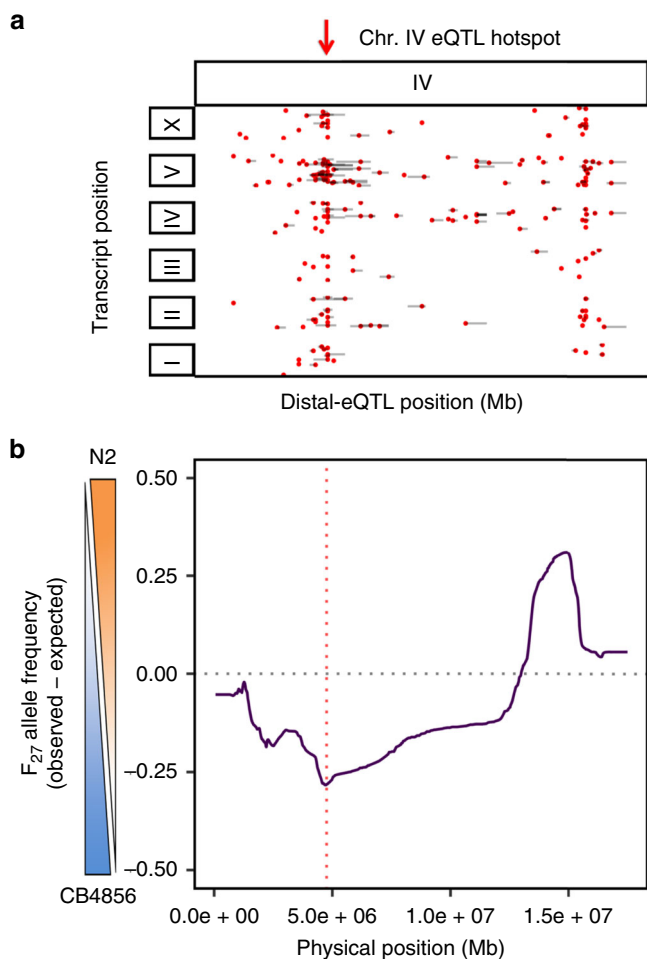 a
Chr. IV eQTL hotspot
IV
Transcript position
X
V
IV
III
II
I
Distal-eQTL position (Mb)
b
N2
CB4856
F27 allele frequency
(observed – expected)
0.50
0.25
0.00
–0.25
–0.50
0.0e + 00 5.0e + 06 1.0e + 07 1.5e + 07
Physical position (Mb)